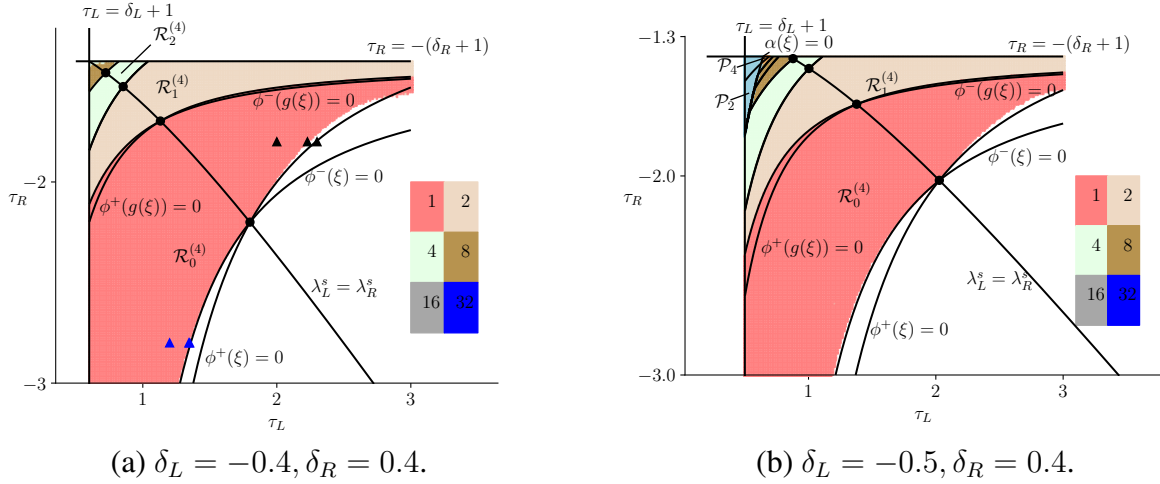 τ_L = δ_L + 1
R_2^{(4)}
τ_R = −(δ_R + 1)
R_1^{(4)}
ϕ^−(g(ξ)) = 0
−2
τ_R
ϕ^−(ξ) = 0
ϕ^+(g(ξ)) = 0
1 2
4 8
16 32
R_0^{(4)}
λ_L^s = λ_R^s
ϕ^+(ξ) = 0
−3
1 2 3
τ_L
(a) δ_L = −0.4, δ_R = 0.4.
τ_L = δ_L + 1
−1.3
α(ξ) = 0
τ_R = −(δ_R + 1)
P_4
R_1^{(4)}
P_2
ϕ^−(g(ξ)) = 0
ϕ^−(ξ) = 0
−2.0
τ_R
1 2
R_0^{(4)}
ϕ^+(g(ξ)) = 0
4 8
λ_L^s = λ_R^s
16 32
ϕ^+(ξ) = 0
−3.0
1 2 3
τ_L
(b) δ_L = −0.5, δ_R = 0.4.